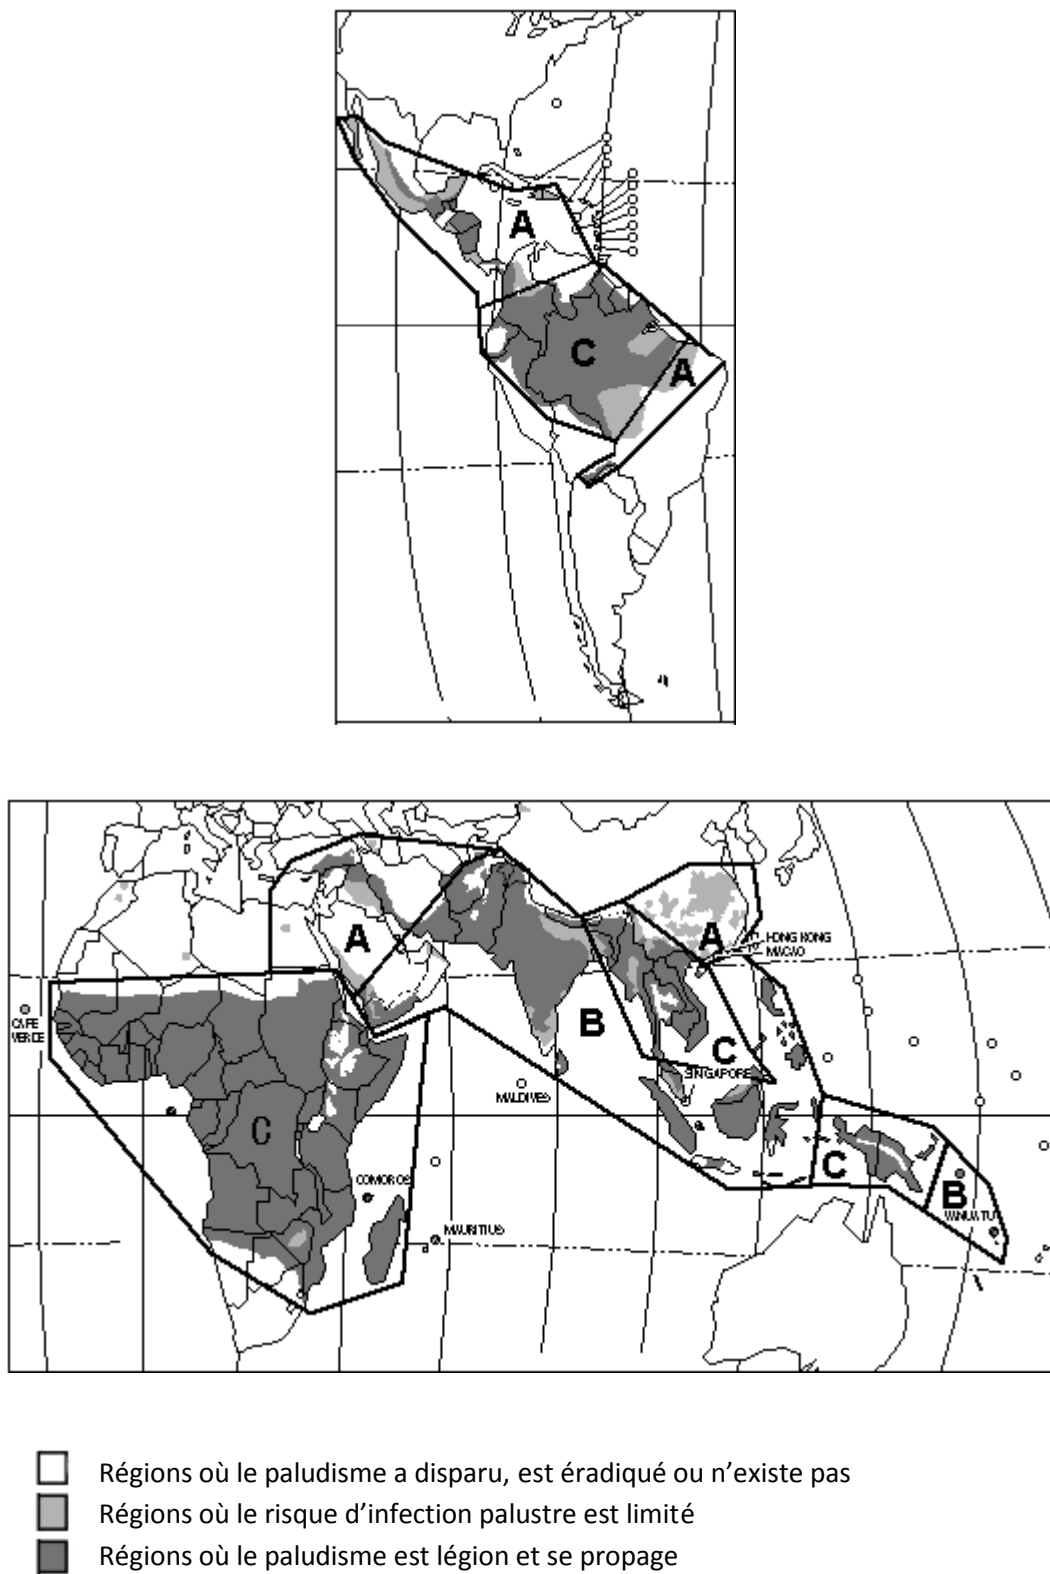 A
C
A
A
A
HONG KONG
MACAO
CAPE
VERDE
B
C
SINGAPORE
MALDIVES
C
C
COMOROS
B
VANUATU
MAURITIUS
Régions où le paludisme a disparu, est éradiqué ou n’existe pas
Régions où le risque d’infection palustre est limité
Régions où le paludisme est légion et se propage